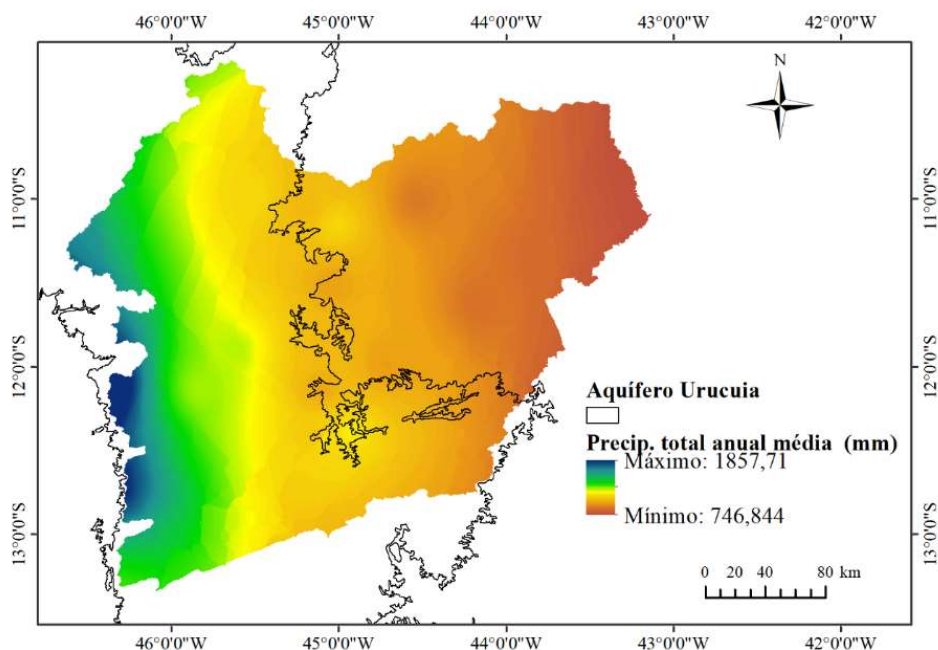 46°0'0"W 45°0'0"W 44°0'0"W 43°0'0"W 42°0'0"W
N
11°0'0"S
11°0'0"S
12°0'0"S
12°0'0"S
13°0'0"S
13°0'0"S
Aquífero Urucuia
Precip. total anual média (mm)
Máximo: 1857,71
Mínimo: 746,844
0 20 40 80 km
46°0'0"W 45°0'0"W 44°0'0"W 43°0'0"W 42°0'0"W